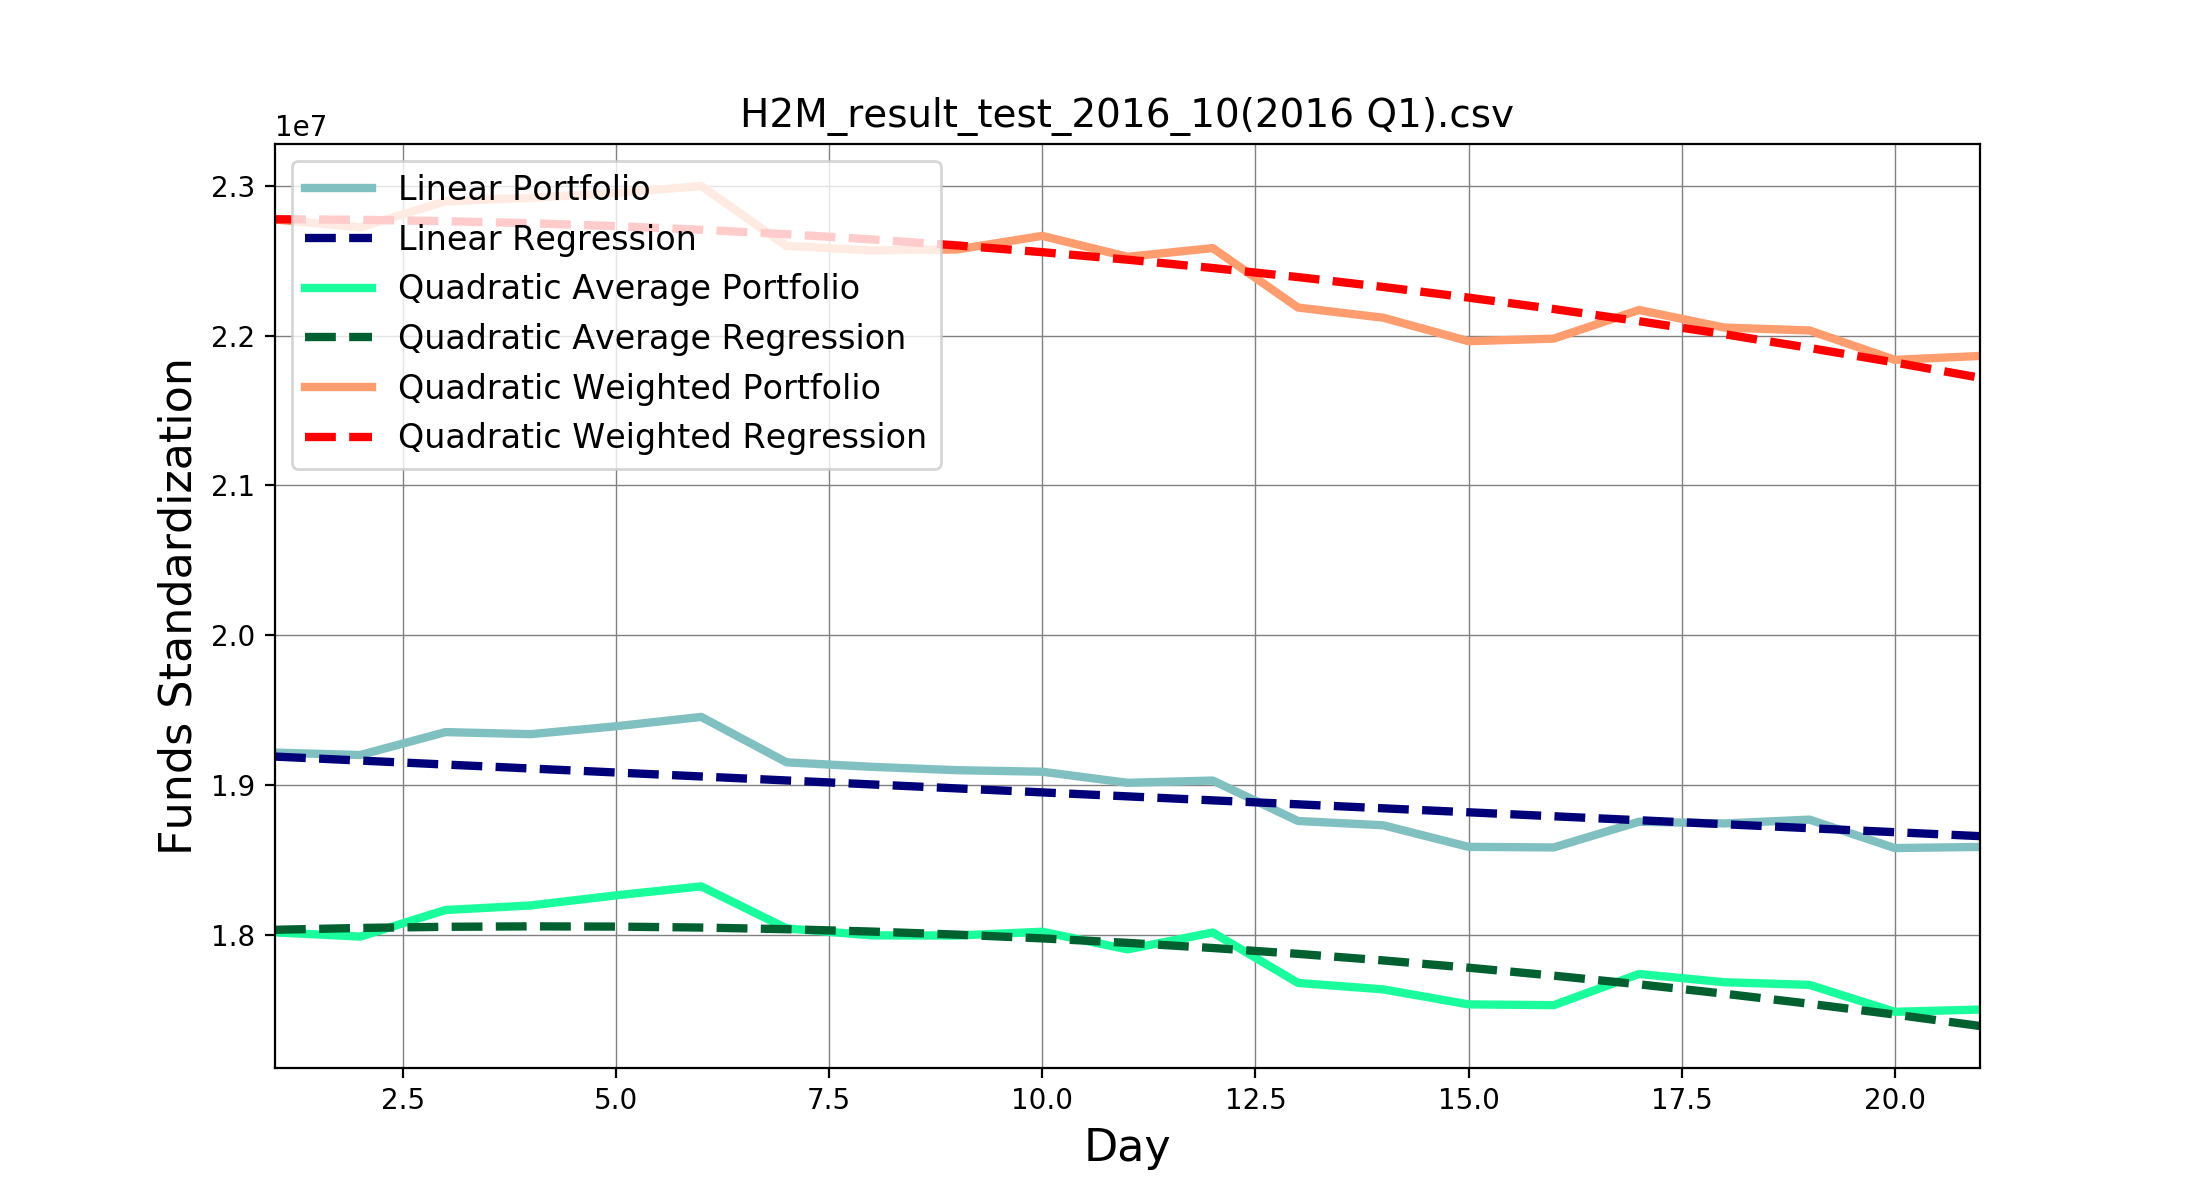 H2M_result_test_2016_10(2016 Q1).csv
1e7
2.3
2.2
2.1
2.0
1.9
1.8
Funds Standardization
Linear Portfolio
Linear Regression
Quadratic Average Portfolio
Quadratic Average Regression
Quadratic Weighted Portfolio
Quadratic Weighted Regression
2.5 5.0 7.5 10.0 12.5 15.0 17.5 20.0
Day